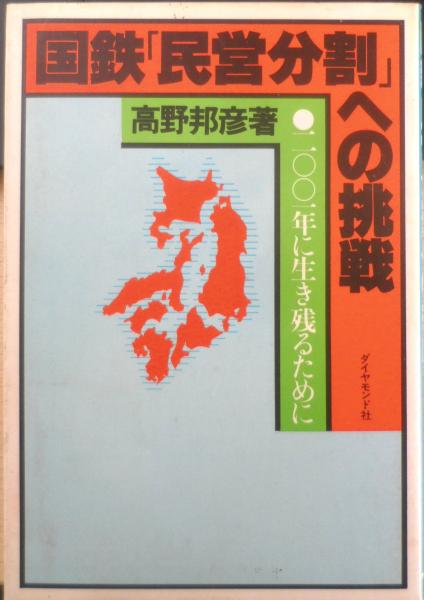 国鉄「民営分割」への挑戦
●二〇〇一年に生き残るために
高野邦彦著
ダイヤモンド社